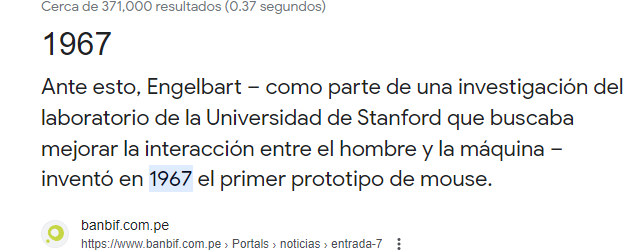 Cerca de 371,000 resultados (0.37 segundos)
1967
Ante esto, Engelbart – como parte de una investigación del
laboratorio de la Universidad de Stanford que buscaba
mejorar la interacción entre el hombre y la máquina –
inventó en 1967 el primer prototipo de mouse.
banbif.com.pe
https://www.banbif.com.pe › Portals › noticias › entrada-7